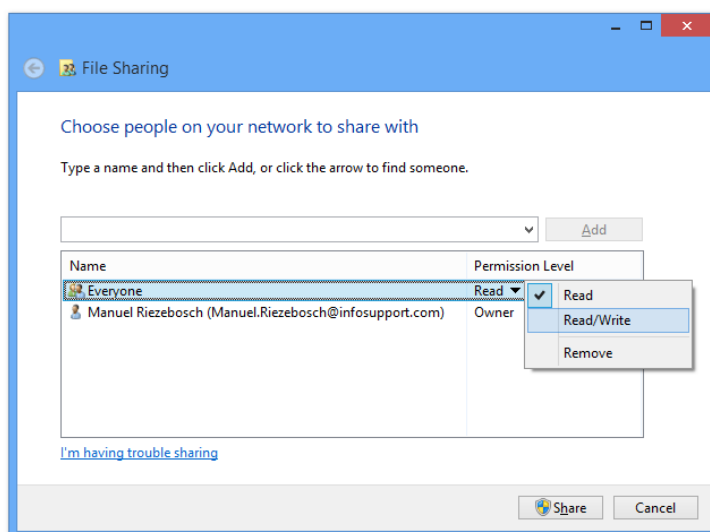 File Sharing
Choose people on your network to share with
Type a name and then click Add, or click the arrow to find someone.
Add
Name Permission Level
Everyone Read
Manuel Riezebosch (Manuel.Riezebosch@infosupport.com) Owner
Read
Read/Write
Remove
I'm having trouble sharing
Share Cancel